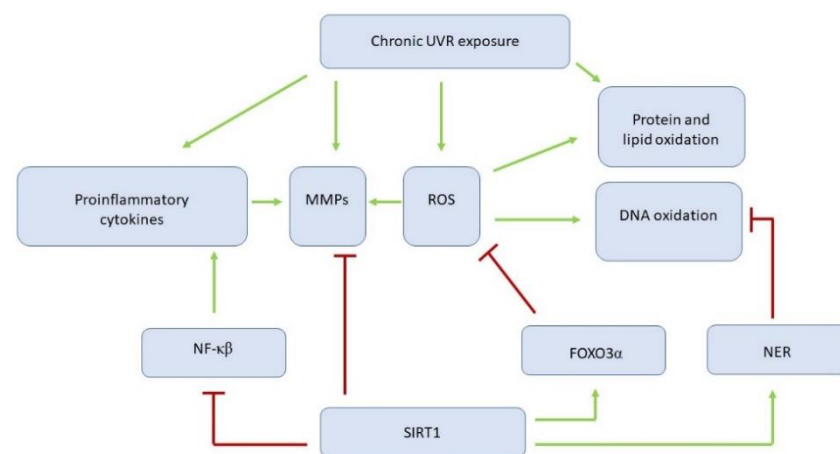 Chronic UVR exposure
Protein and
lipid oxidation
Proinflammatory
cytokines
MMPs
ROS
DNA oxidation
NF-κβ
FOXO3α
NER
SIRT1